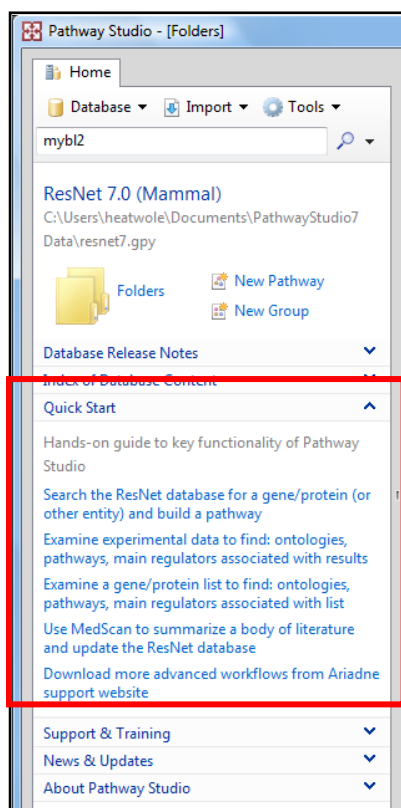 Pathway Studio - [Folders]
Home
Database Import Tools
mybl2
ResNet 7.0 (Mammal)
C:\Users\heatwole\Documents\PathwayStudio7
Data\resnet7.gpy
Folders
New Pathway
New Group
Database Release Notes
Index of Database Content
Quick Start
Hands-on guide to key functionality of Pathway
Studio
Search the ResNet database for a gene/protein (or
other entity) and build a pathway
Examine experimental data to find: ontologies,
pathways, main regulators associated with results
Examine a gene/protein list to find: ontologies,
pathways, main regulators associated with list
Use MedScan to summarize a body of literature
and update the ResNet database
Download more advanced workflows from Ariadne
support website
Support & Training
News & Updates
About Pathway Studio